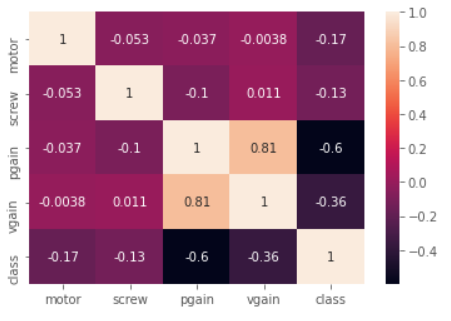 motor 1 -0.053 -0.037 -0.0038 -0.17
screw -0.053 1 -0.1 0.011 -0.13
pgain -0.037 -0.1 1 0.81 -0.6
vgain -0.0038 0.011 0.81 1 -0.36
class -0.17 -0.13 -0.6 -0.36 1
motor screw pgain vgain class
1.0
0.8
0.6
0.4
0.2
0.0
-0.2
-0.4